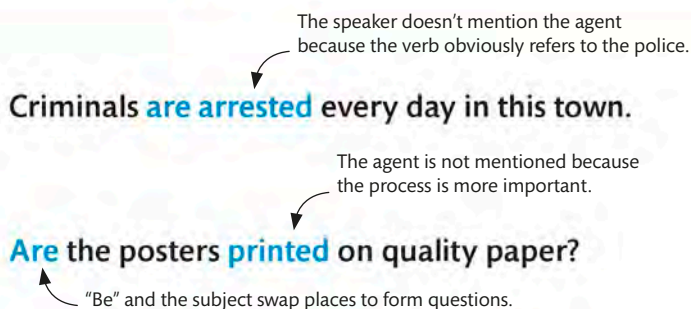 The speaker doesn't mention the agent
because the verb obviously refers to the police.
Criminals are arrested every day in this town.
The agent is not mentioned because
the process is more important.
Are the posters printed on quality paper?
"Be" and the subject swap places to form questions.